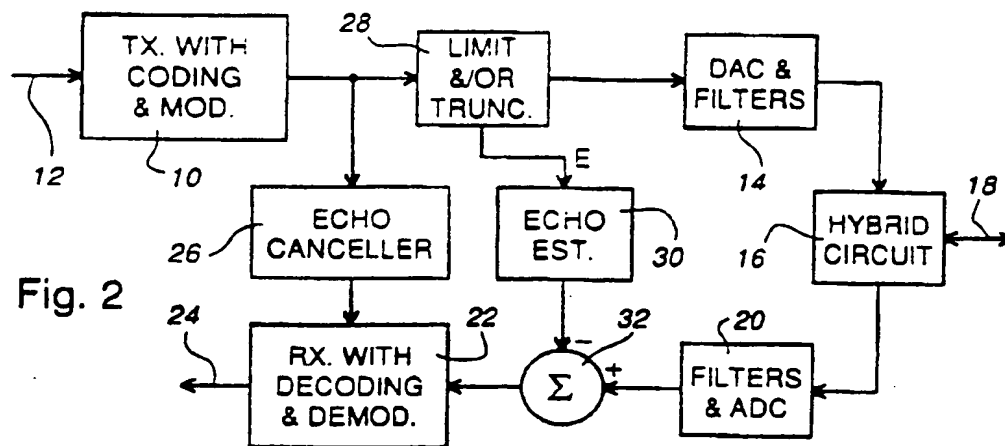 28
TX. WITH
CODING
& MOD.
LIMIT
&/OR
TRUNC.
DAC &
FILTERS
12
10
E
14
18
26
ECHO
CANCELLER
ECHO
EST.
30
16
HYBRID
CIRCUIT
Fig. 2
24
22
32
20
RX. WITH
DECODING
& DEMOD.
−
Σ
+
FILTERS
& ADC